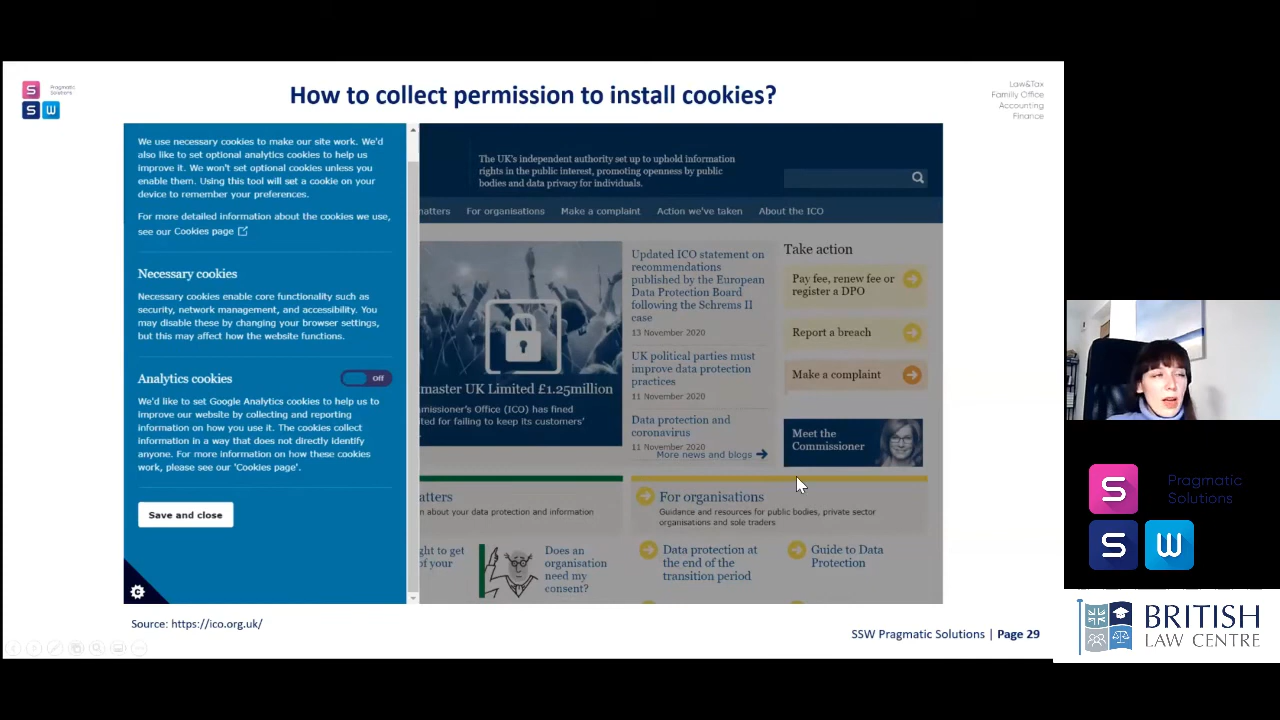 S
Pragmatic
Solutions
S W
How to collect permission to install cookies?
Law&Tax
Family Office
Accounting
Finance
We use necessary cookies to make our site work. We'd
also like to set optional analytics cookies to help us
improve it. We won't set optional cookies unless you
enable them. Using this tool will set a cookie on your
device to remember your preferences.
For more detailed information about the cookies we use,
see our Cookies page
Necessary cookies
Necessary cookies enable core functionality such as
security, network management, and accessibility. You
may disable these by changing your browser settings,
but this may affect how the website functions.
Analytics cookies
Off
We'd like to set Google Analytics cookies to help us to
improve our website by collecting and reporting
information on how you use it. The cookies collect
information in a way that does not directly identify
anyone. For more information on how these cookies
work, please see our 'Cookies page'.
Save and close
The UK's independent authority set up to uphold information
rights in the public interest, promoting openness by public
bodies and data privacy for individuals.
atters
For organisations
Make a complaint
Action we've taken
About the ICO
master UK Limited £1.25million
mmissioner's Office (ICO) has fined
ted for failing to keep its customers'
Updated ICO statement on
recommendations
published by the European
Data Protection Board
following the Schrems II
case
13 November 2020
UK political parties must
improve data protection
practices
11 November 2020
Data protection and
coronavirus
11 November 2020
More news and blogs
Take action
Pay fee, renew fee or
register a DPO
Report a breach
Make a complaint
Meet the
Commissioner
atters
n about your data protection and information
ght to get
of your
Does an
organisation
need my
consent?
For organisations
Guidance and resources for public bodies, private sector
organisations and sole traders
Data protection at
the end of the
transition period
Guide to Data
Protection
Source: https://ico.org.uk/
SSW Pragmatic Solutions | Page 29
S
Pragmatic
Solutions
S W
BRITISH
LAW CENTRE